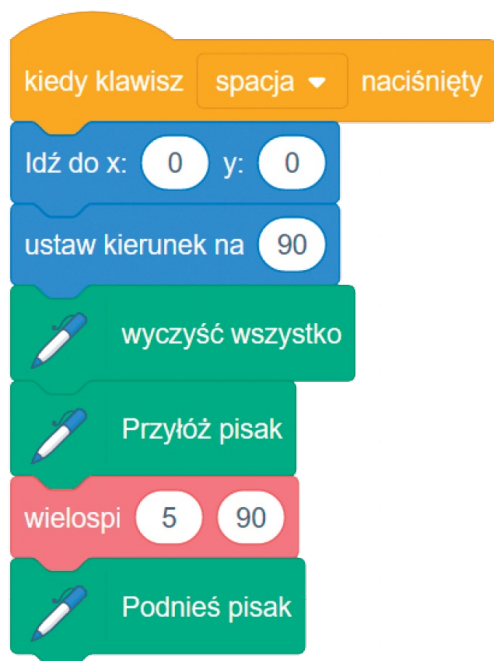 kiedy klawisz spacja naciśnięty
Idź do x: 0 y: 0
ustaw kierunek na 90
wyczyść wszystko
Przyłóż pisak
wielospi 5 90
Podnieś pisak